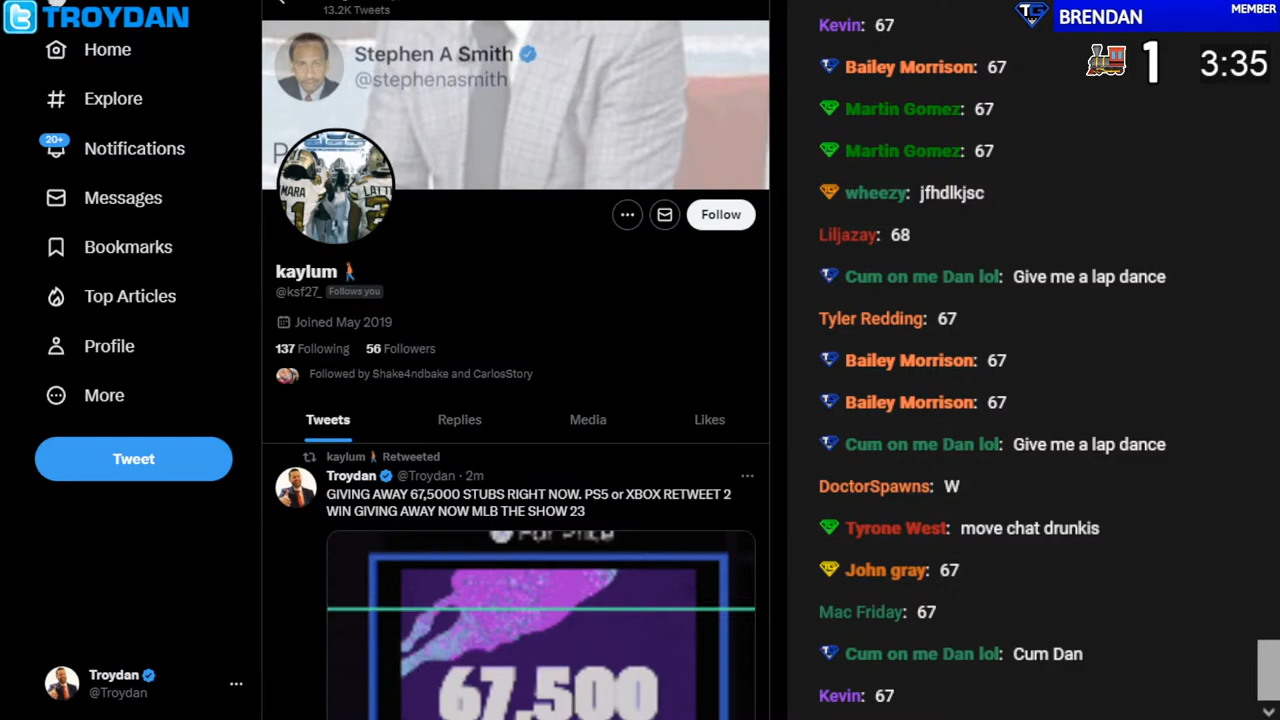 TROYDAN
Home
Explore
20+
Notifications
Messages
Bookmarks
Top Articles
Profile
More
Tweet
Troydan
@Troydan
13.2K Tweets
Stephen A Smith
@stephenasmith
P
MARA
LATT
Follow
kaylum
@ksf27_ Follows you
Joined May 2019
137 Following 56 Followers
Followed by Shake4ndbake and CarlosStory
Tweets Replies Media Likes
kaylum Retweeted
Troydan @Troydan · 2m
GIVING AWAY 67,5000 STUBS RIGHT NOW. PS5 or XBOX RETWEET 2
WIN GIVING AWAY NOW MLB THE SHOW 23
For Price
67,500
Kevin: 67
Bailey Morrison: 67
Martin Gomez: 67
Martin Gomez: 67
wheezy: jfhdlkjsc
Liljazay: 68
Cum on me Dan lol: Give me a lap dance
Tyler Redding: 67
Bailey Morrison: 67
Bailey Morrison: 67
Cum on me Dan lol: Give me a lap dance
DoctorSpawns: W
Tyrone West: move chat drunkis
John gray: 67
Mac Friday: 67
Cum on me Dan lol: Cum Dan
Kevin: 67
TG BRENDAN MEMBER
1 3:35